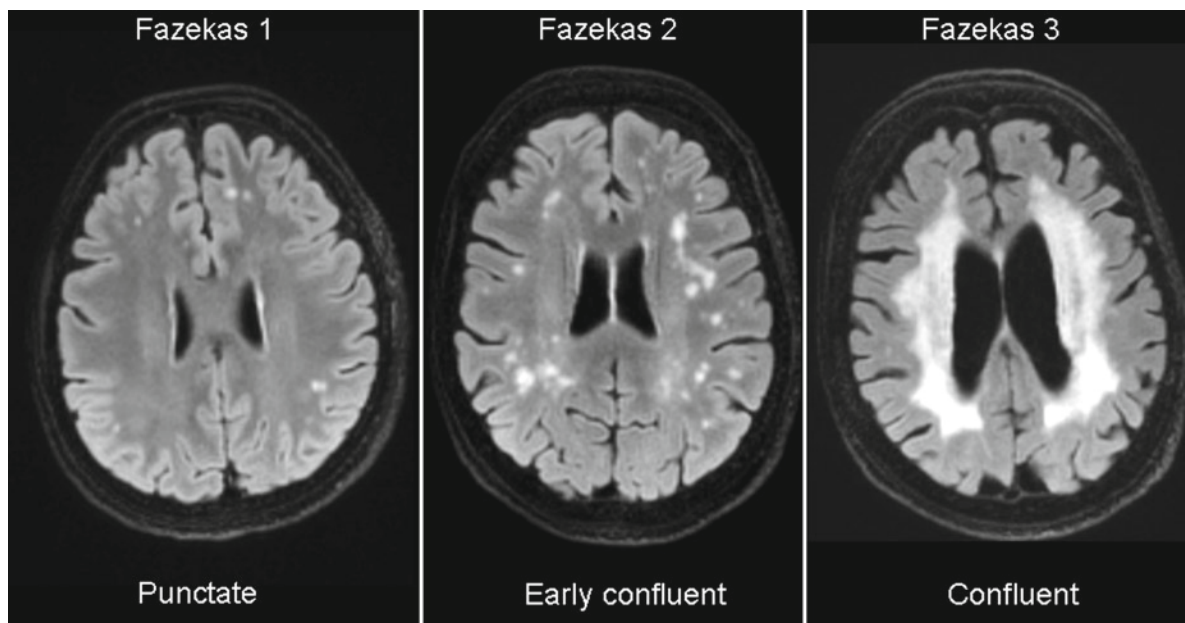 Fazekas 1
Fazekas 2
Fazekas 3
Punctate
Early confluent
Confluent